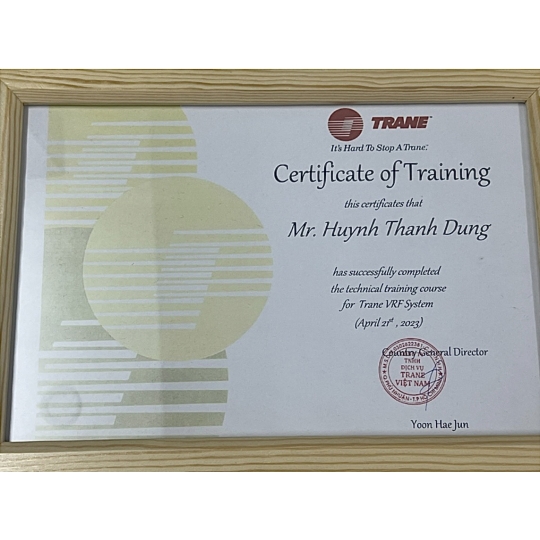 TRANE
It's Hard To Stop A Trane.
Certificate of Training
this certificates that
Mr. Huynh Thanh Dung
has successfully completed
the technical training course
for Trane VRF System
(April 21st, 2023)
Country General Director
TNHH
DỊCH VỤ
TRANE
VIỆT NAM
Yoon Hae Jun